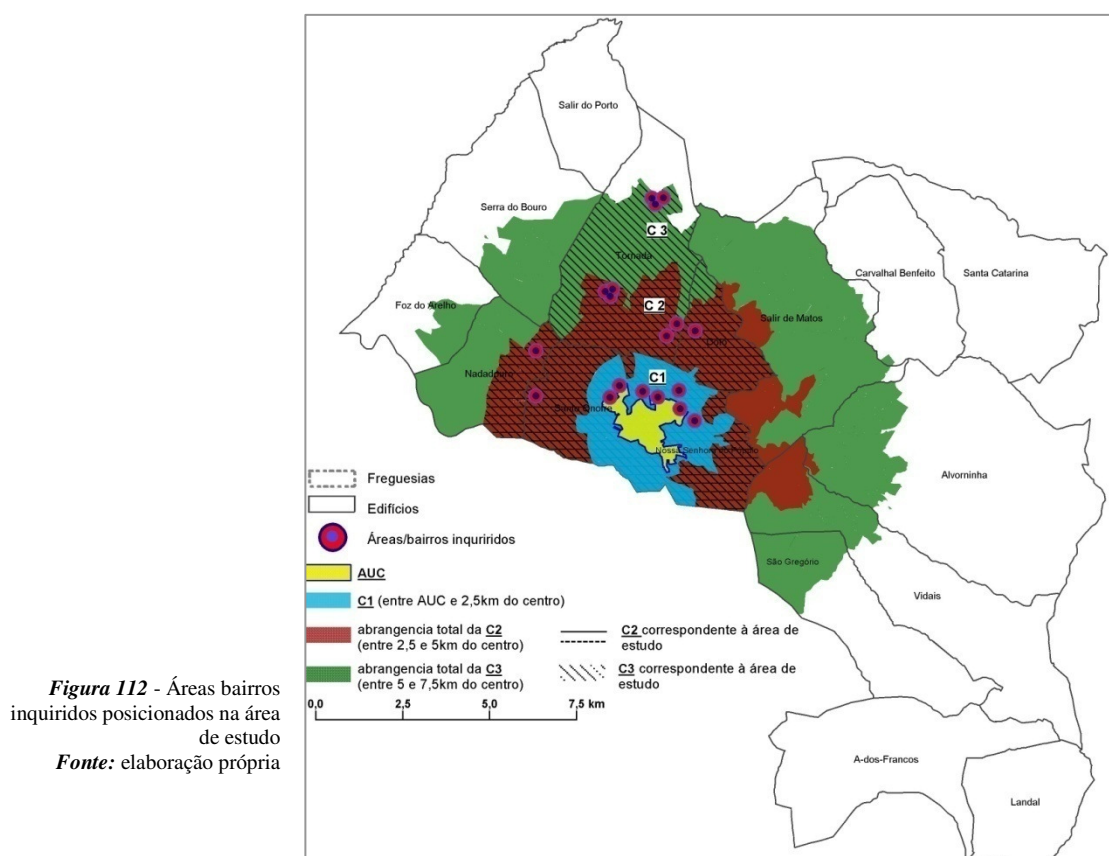 Salir do Porto
Serra do Bouro
C 3
Tornada
Carvalhal Benfeito
Santa Catarina
Foz do Arelho
C 2
Salir de Matos
Coto
Nadadouro
C1
Santo Onofre
Nossa Senhora do Pópulo
Alvorninha
São Gregório
Vidais
A-dos-Francos
Landal
Freguesias
Edifícios
Áreas/bairros inquriridos
AUC
C1 (entre AUC e 2,5km do centro)
abrangencia total da C2
(entre 2,5 e 5km do centro)
C2 correspondente à área de
estudo
abrangencia total da C3
(entre 5 e 7,5km do centro)
C3 correspondente à área de
estudo
0,0 2,5 5,0 7,5 km
Figura 112 - Áreas bairros
inquiridos posicionados na área
de estudo
Fonte: elaboração própria